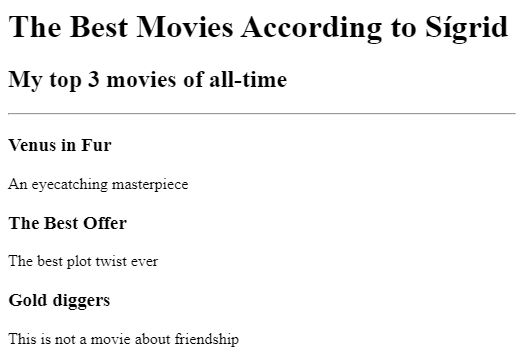 The Best Movies According to Sígrid
My top 3 movies of all-time
Venus in Fur
An eyecatching masterpiece
The Best Offer
The best plot twist ever
Gold diggers
This is not a movie about friendship